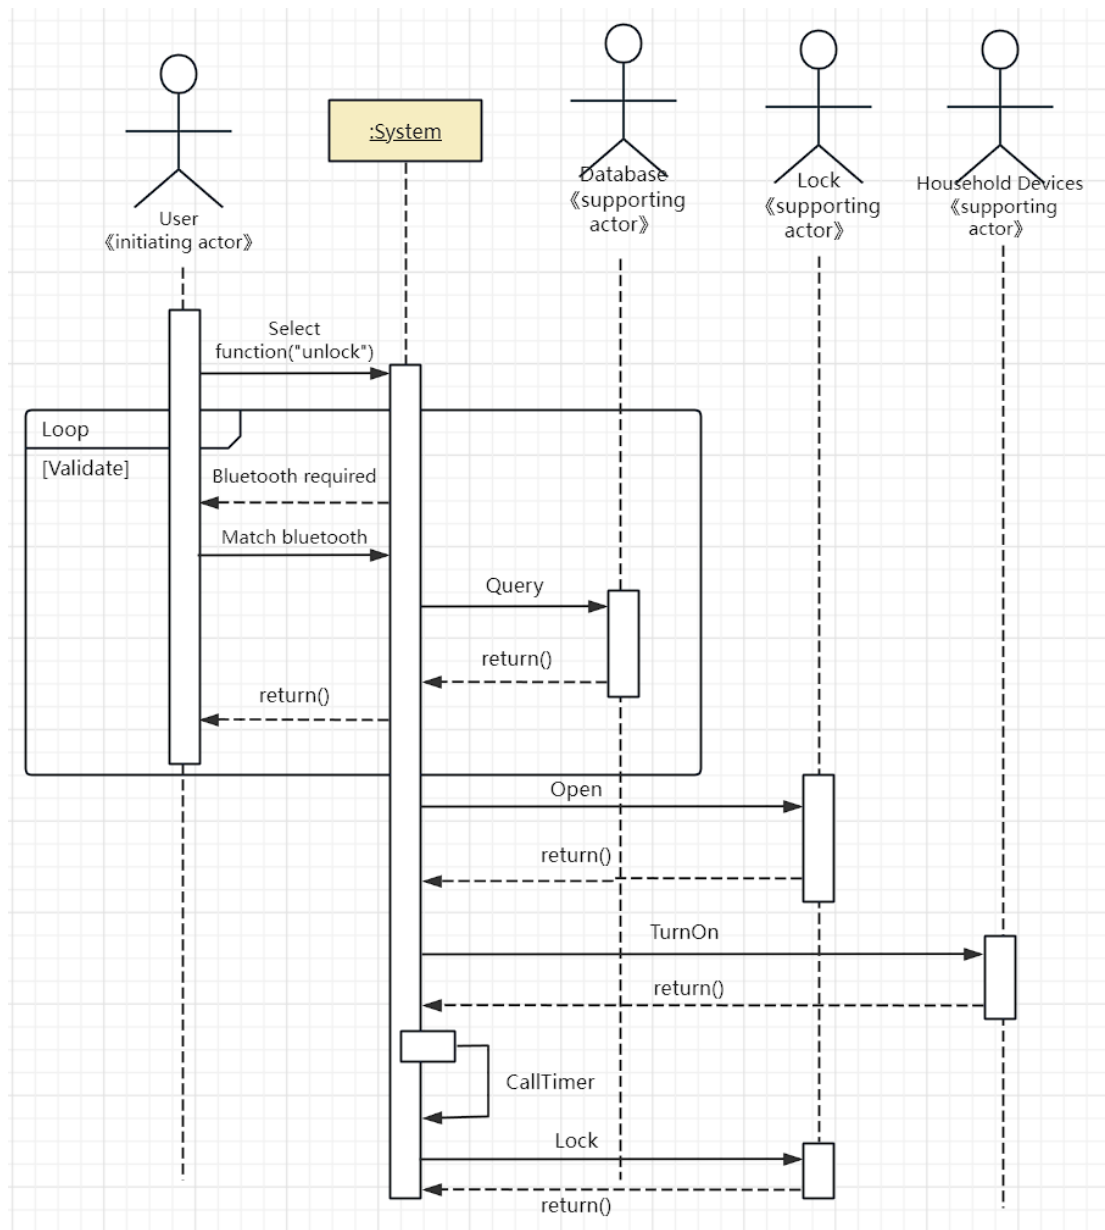 :System
Database
《supporting
actor》
Lock
《supporting
actor》
Household Devices
《supporting
actor》
User
《initiating actor》
Select
function("unlock")
Loop
[Validate]
Bluetooth required
Match bluetooth
Query
return()
return()
Open
return()
TurnOn
return()
CallTimer
Lock
return()